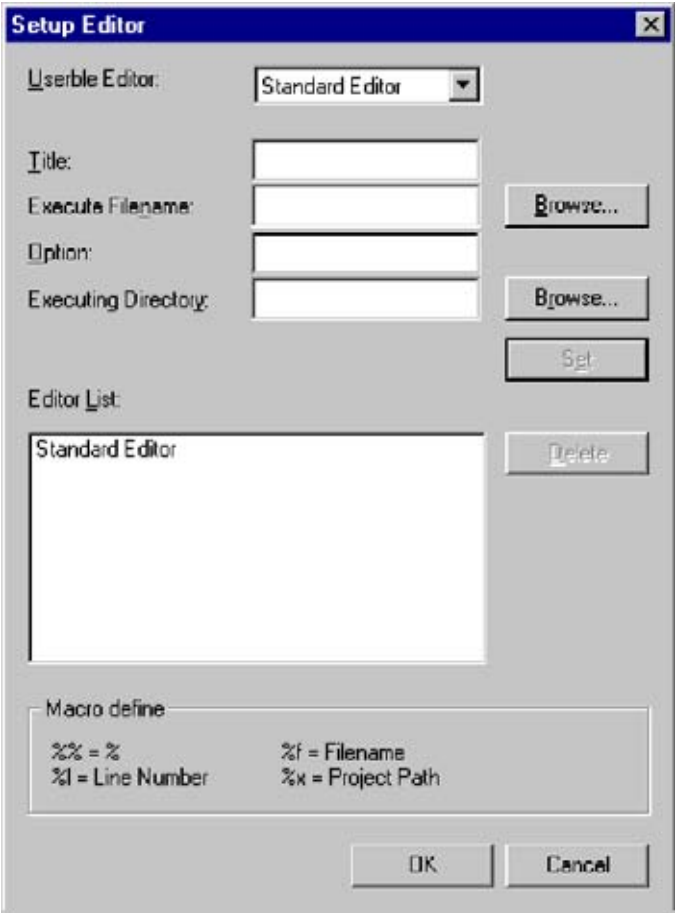 Setup Editor
Userble Editor: Standard Editor
Title:
Execute Filename: Browse...
Option:
Executing Directory: Browse...
Set
Editor List:
Standard Editor Delete
Macro define
%% = % %f = Filename
%l = Line Number %x = Project Path
OK Cancel